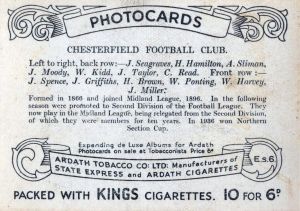 PHOTOCARDS
CHESTERFIELD FOOTBALL CLUB.
Left to right, back row:—J. Seagraves, H. Hamilton, A. Sliman,
J. Moody, W. Kidd, J. Taylor, C. Read. Front row:—
J. Spence, J. Griffiths, H. Brown, W. Ponting, W. Harvey,
J. Miller.
Formed in 1866 and joined Midland League, 1896. In the following
season were promoted to Second Division of the Football League. They
now play in the Midland League, being relegated from the Second Division,
of which they were members for ten years. In 1936 won Northern
Section Cup.
Expanding de Luxe Albums for Ardath
Photocards on sale at Tobacconists Price 6ᵈ
ARDATH TOBACCO CO: LTD: Manufacturers of
STATE EXPRESS and ARDATH CIGARETTES
E.s.6.
PACKED WITH KINGS CIGARETTES. 10 FOR 6ᴰ